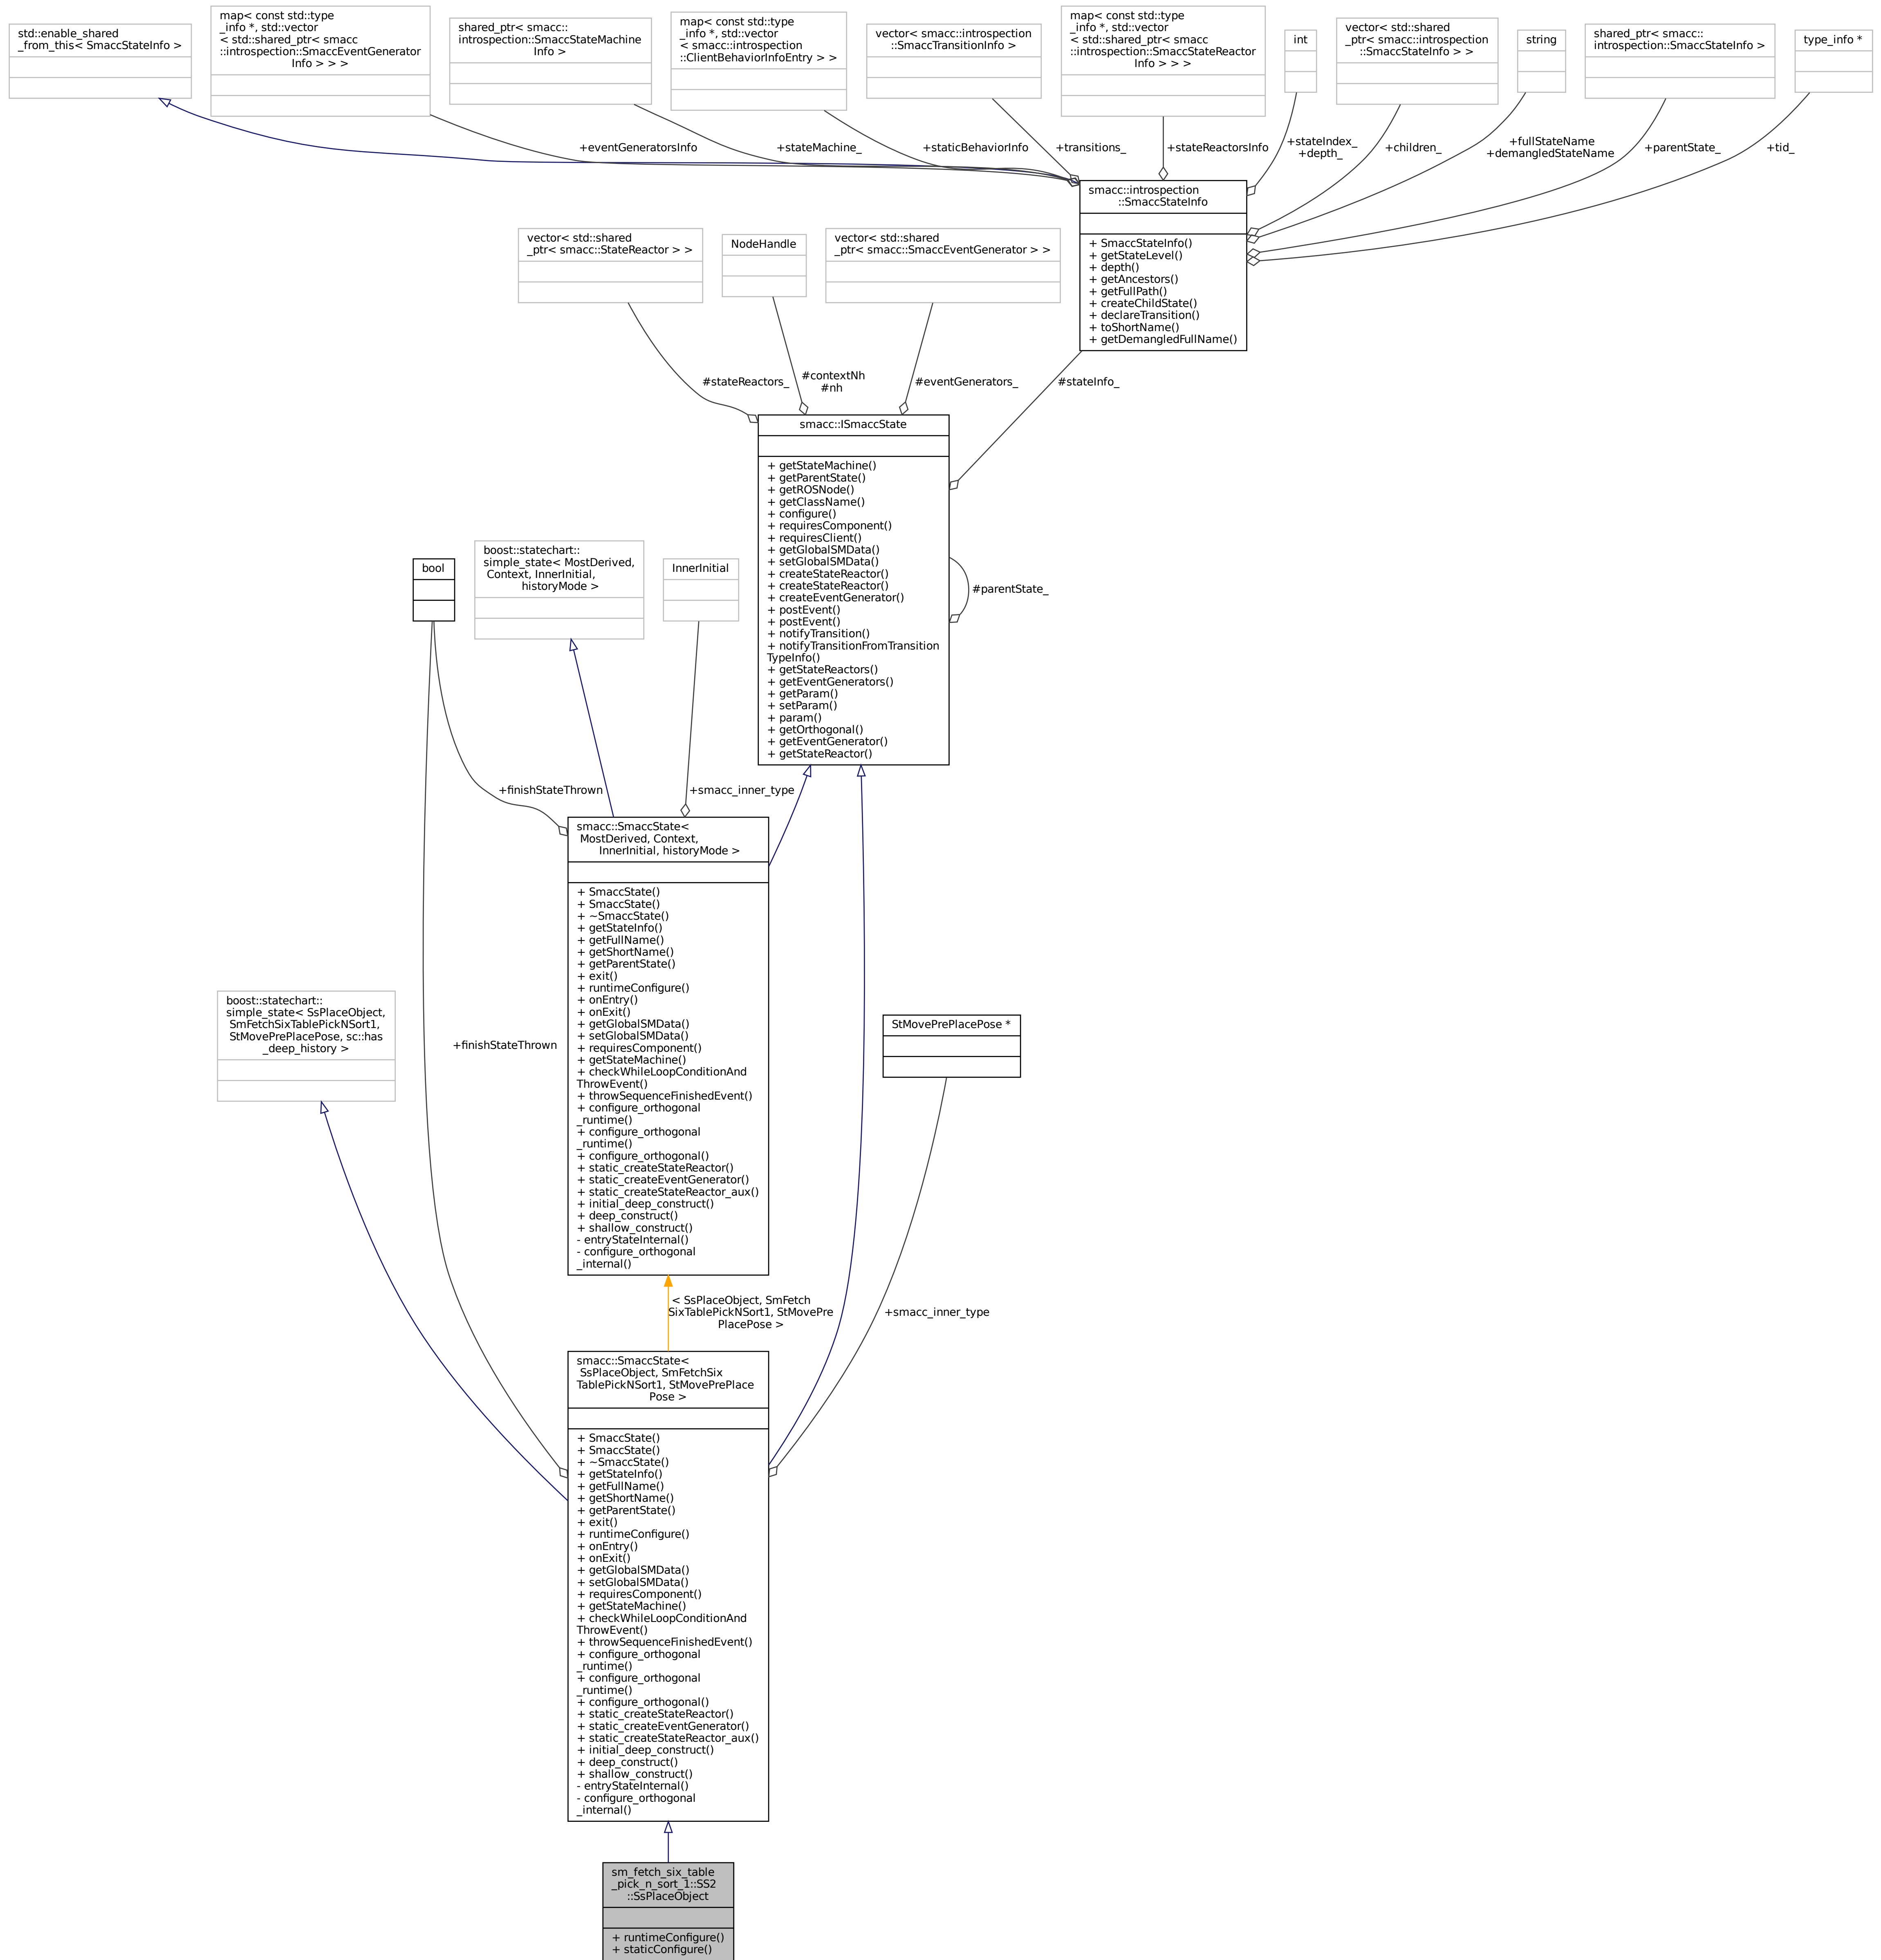 std::enable_shared
_from_this< SmaccStateInfo >
map< const std::type
_info *, std::vector
< std::shared_ptr< smacc
::introspection::SmaccEventGenerator
Info > > >
shared_ptr< smacc::
introspection::SmaccStateMachine
Info >
map< const std::type
_info *, std::vector
< smacc::introspection
::ClientBehaviorInfoEntry > >
vector< smacc::introspection
::SmaccTransitionInfo >
map< const std::type
_info *, std::vector
< std::shared_ptr< smacc
::introspection::SmaccStateReactor
Info > > >
int
vector< std::shared
_ptr< smacc::introspection
::SmaccStateInfo > >
string
shared_ptr< smacc::
introspection::SmaccStateInfo >
type_info *
+eventGeneratorsInfo
+stateMachine_
+staticBehaviorInfo
+transitions_
+stateReactorsInfo
+stateIndex_
+depth_
+children_
+fullStateName
+demangledStateName
+parentState_
+tid_
smacc::introspection
::SmaccStateInfo
+ SmaccStateInfo()
+ getStateLevel()
+ depth()
+ getAncestors()
+ getFullPath()
+ createChildState()
+ declareTransition()
+ toShortName()
+ getDemangledFullName()
vector< std::shared
_ptr< smacc::StateReactor > >
NodeHandle
vector< std::shared
_ptr< smacc::SmaccEventGenerator > >
#stateReactors_
#contextNh
#nh
#eventGenerators_
#stateInfo_
smacc::ISmaccState
+ getStateMachine()
+ getParentState()
+ getROSNode()
+ getClassName()
+ configure()
+ requiresComponent()
+ requiresClient()
+ getGlobalSMData()
+ setGlobalSMData()
+ createStateReactor()
+ createStateReactor()
+ createEventGenerator()
+ postEvent()
+ postEvent()
+ notifyTransition()
+ notifyTransitionFromTransition
TypeInfo()
+ getStateReactors()
+ getEventGenerators()
+ getParam()
+ setParam()
+ param()
+ getOrthogonal()
+ getEventGenerator()
+ getStateReactor()
#parentState_
bool
boost::statechart::
simple_state< MostDerived,
Context, InnerInitial,
historyMode >
InnerInitial
+finishStateThrown
+smacc_inner_type
smacc::SmaccState<
MostDerived, Context,
InnerInitial, historyMode >
+ SmaccState()
+ SmaccState()
+ ~SmaccState()
+ getStateInfo()
+ getFullName()
+ getShortName()
+ getParentState()
+ exit()
+ runtimeConfigure()
+ onEntry()
+ onExit()
+ getGlobalSMData()
+ setGlobalSMData()
+ requiresComponent()
+ getStateMachine()
+ checkWhileLoopConditionAnd
ThrowEvent()
+ throwSequenceFinishedEvent()
+ configure_orthogonal
_runtime()
+ configure_orthogonal
_runtime()
+ configure_orthogonal()
+ static_createStateReactor()
+ static_createEventGenerator()
+ static_createStateReactor_aux()
+ initial_deep_construct()
+ deep_construct()
+ shallow_construct()
- entryStateInternal()
- configure_orthogonal
_internal()
boost::statechart::
simple_state< SsPlaceObject,
SmFetchSixTablePickNSort1,
StMovePrePlacePose, sc::has
_deep_history >
+finishStateThrown
StMovePrePlacePose *
< SsPlaceObject, SmFetch
SixTablePickNSort1, StMovePre
PlacePose >
+smacc_inner_type
smacc::SmaccState<
SsPlaceObject, SmFetchSix
TablePickNSort1, StMovePrePlace
Pose >
+ SmaccState()
+ SmaccState()
+ ~SmaccState()
+ getStateInfo()
+ getFullName()
+ getShortName()
+ getParentState()
+ exit()
+ runtimeConfigure()
+ onEntry()
+ onExit()
+ getGlobalSMData()
+ setGlobalSMData()
+ requiresComponent()
+ getStateMachine()
+ checkWhileLoopConditionAnd
ThrowEvent()
+ throwSequenceFinishedEvent()
+ configure_orthogonal
_runtime()
+ configure_orthogonal
_runtime()
+ configure_orthogonal()
+ static_createStateReactor()
+ static_createEventGenerator()
+ static_createStateReactor_aux()
+ initial_deep_construct()
+ deep_construct()
+ shallow_construct()
- entryStateInternal()
- configure_orthogonal
_internal()
sm_fetch_six_table
_pick_n_sort_1::SS2
::SsPlaceObject
+ runtimeConfigure()
+ staticConfigure()